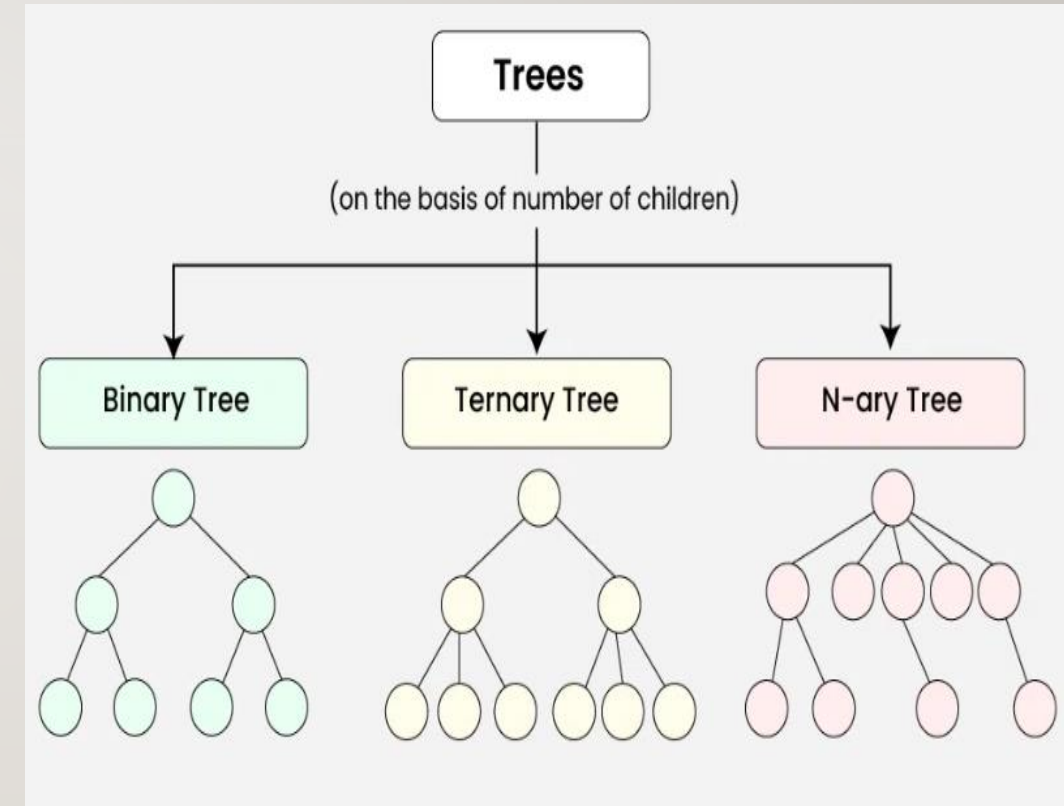 Trees
(on the basis of number of children)
Binary Tree
Ternary Tree
N-ary Tree